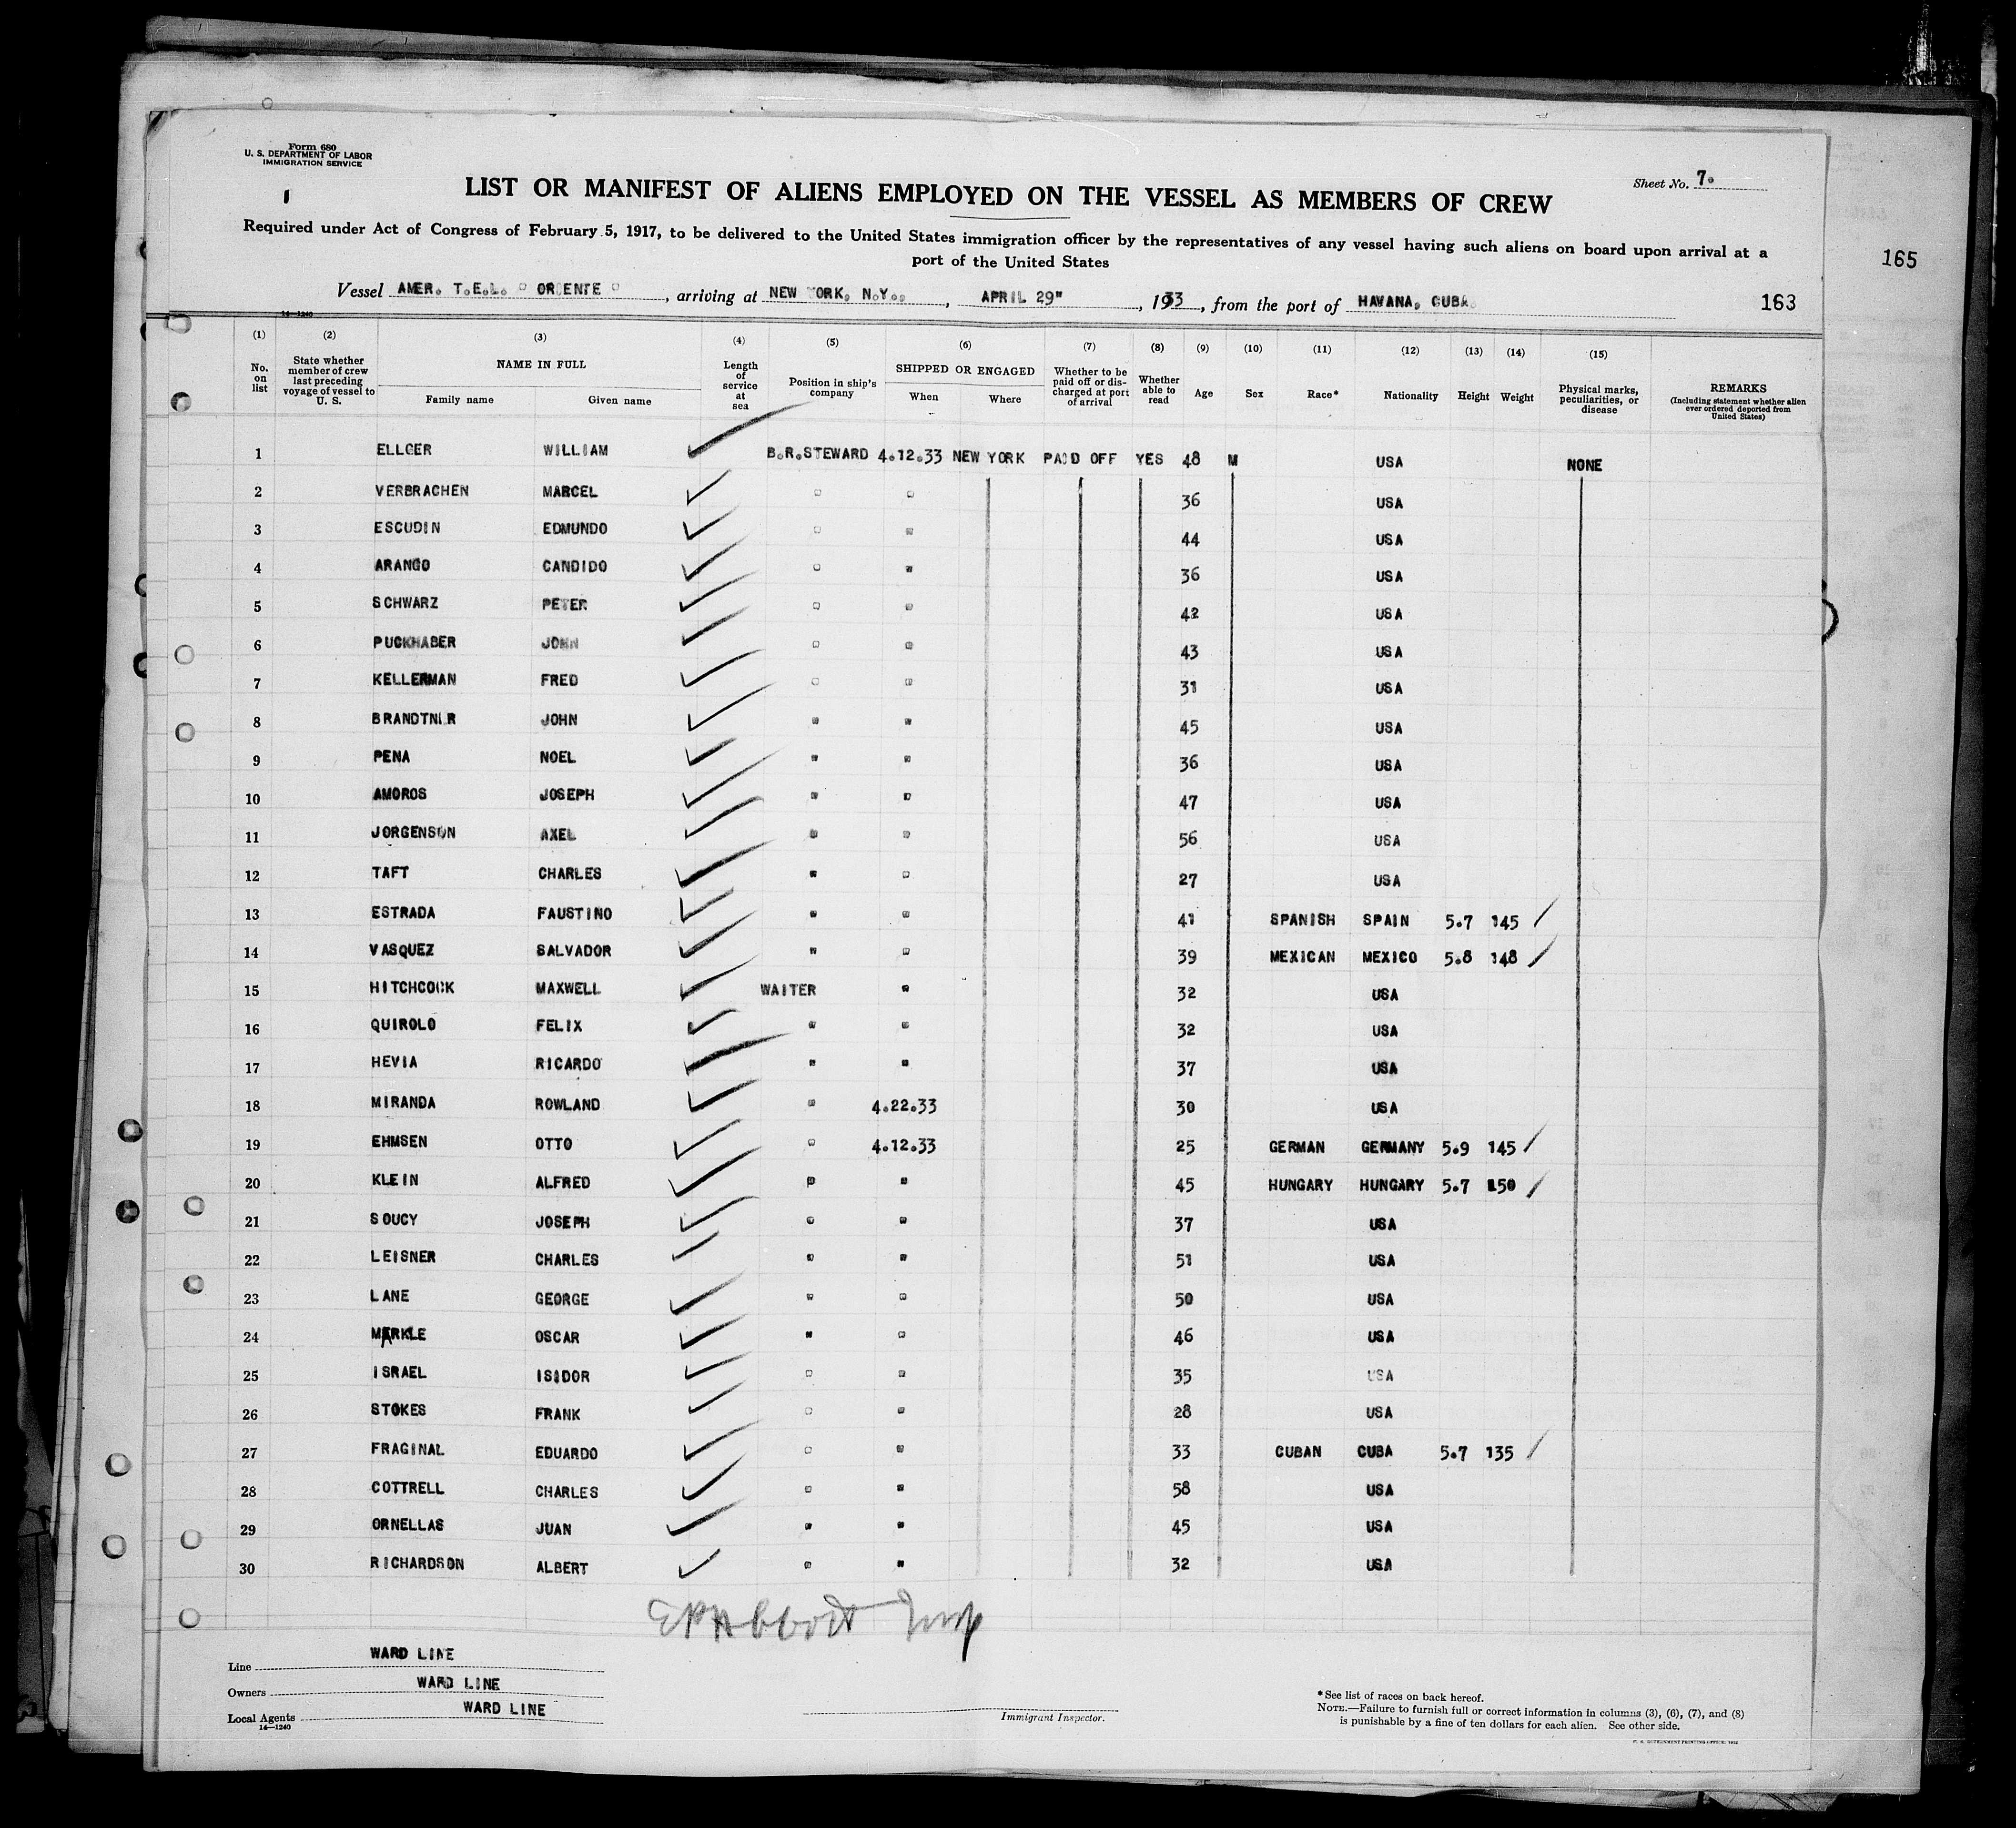 Form 680
U. S. DEPARTMENT OF LABOR
IMMIGRATION SERVICE
1
Sheet No. 7.
LIST OR MANIFEST OF ALIENS EMPLOYED ON THE VESSEL AS MEMBERS OF CREW
Required under Act of Congress of February 5, 1917, to be delivered to the United States immigration officer by the representatives of any vessel having such aliens on board upon arrival at a
port of the United States
165
Vessel AMER. T.E.L. " ORIENTE ", arriving at NEW YORK, N.Y., APRIL 29", 1933, from the port of HAVANA, CUBA.
163
14—1240
(1) (2) (3) (4) (5) (6) (7) (8) (9) (10) (11) (12) (13) (14) (15)
No. on list State whether member of crew last preceding voyage of vessel to U. S. NAME IN FULL Family name Given name Length of service at sea Position in ship's company SHIPPED OR ENGAGED When Where Whether to be paid off or discharged at port of arrival Whether able to read Age Sex Race* Nationality Height Weight Physical marks, peculiarities, or disease REMARKS (Including statement whether alien ever ordered deported from United States)
1 ELLGER WILLIAM B.R.STEWARD 4.12.33 NEW YORK PAID OFF YES 48 M USA NONE
2 VERBRACHEN MARCEL " " 36 USA
3 ESCUDIN EDMUNDO " " 44 USA
4 ARANGO CANDIDO " " 36 USA
5 SCHWARZ PETER " " 42 USA
6 PUCKHABER JOHN " " 43 USA
7 KELLERMAN FRED " " 31 USA
8 BRANDTNER JOHN " " 45 USA
9 PENA NOEL " " 36 USA
10 AMOROS JOSEPH " " 47 USA
11 JORGENSON AXEL " " 56 USA
12 TAFT CHARLES " " 27 USA
13 ESTRADA FAUSTINO " " 41 SPANISH SPAIN 5.7 145
14 VASQUEZ SALVADOR " " 39 MEXICAN MEXICO 5.8 148
15 HITCHCOCK MAXWELL WAITER " 32 USA
16 QUIROLO FELIX " " 32 USA
17 HEVIA RICARDO " " 37 USA
18 MIRANDA ROWLAND " 4.22.33 30 USA
19 EHMSEN OTTO " 4.12.33 25 GERMAN GERMANY 5.9 145
20 KLEIN ALFRED " " 45 HUNGARY HUNGARY 5.7 150
21 SOUCY JOSEPH " " 37 USA
22 LEISNER CHARLES " " 51 USA
23 LANE GEORGE " " 50 USA
24 MARKLE OSCAR " " 46 USA
25 ISRAEL ISIDOR " " 35 USA
26 STOKES FRANK " " 28 USA
27 FRAGINAL EDUARDO " " 33 CUBAN CUBA 5.7 135
28 COTTRELL CHARLES " " 58 USA
29 ORNELLAS JUAN " " 45 USA
30 RICHARDSON ALBERT " " 32 USA
EP Abbott Insp
Line WARD LINE
Owners WARD LINE
Local Agents WARD LINE
14—1240
Immigrant Inspector.
*See list of races on back hereof.
NOTE.—Failure to furnish full or correct information in columns (3), (6), (7), and (8)
is punishable by a fine of ten dollars for each alien. See other side.